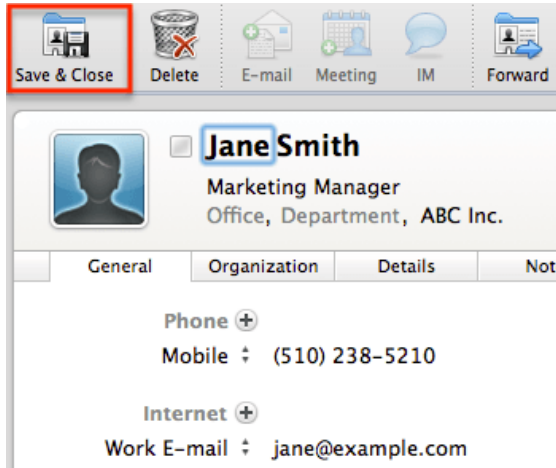 Save & Close Delete E-mail Meeting IM Forward
Jane Smith
Marketing Manager
Office, Department, ABC Inc.
General Organization Details Not
Phone
Mobile (510) 238-5210
Internet
Work E-mail jane@example.com